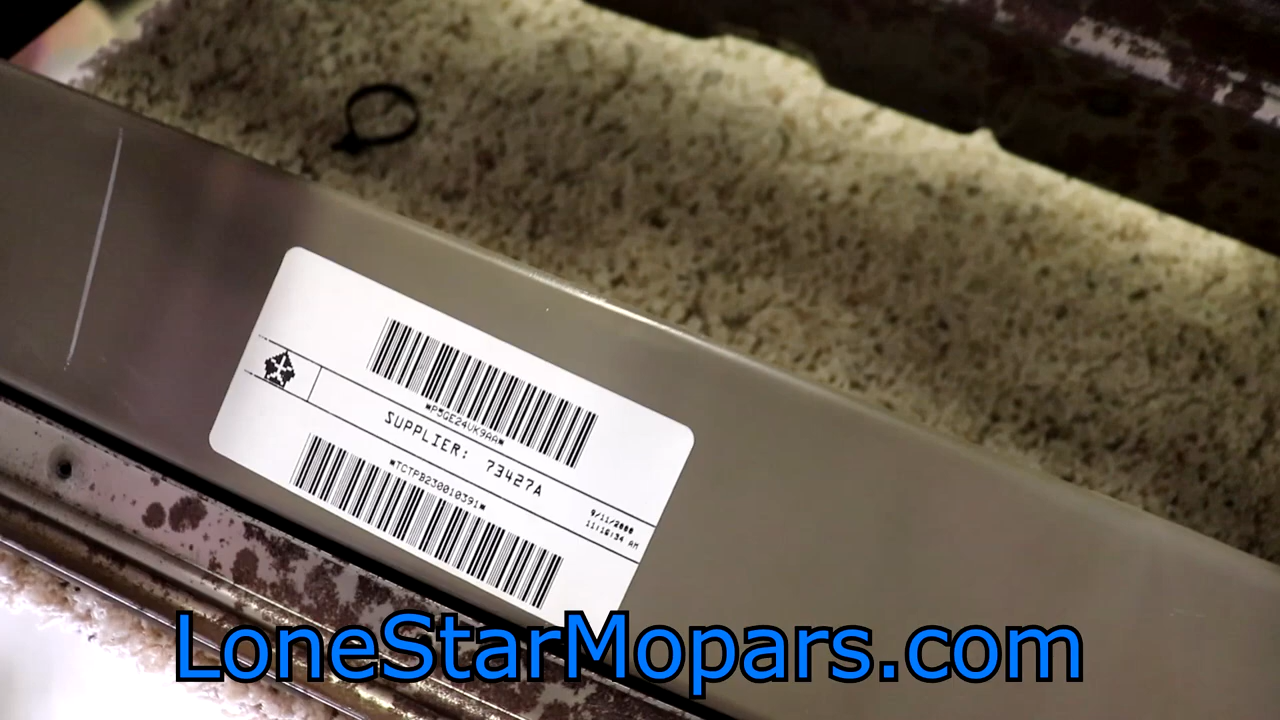 *P5GE24UK9AA*
SUPPLIER: 73427A
*TCTPB230010391*
9/11/2008
11:16:34 AM
LoneStarMopars.com